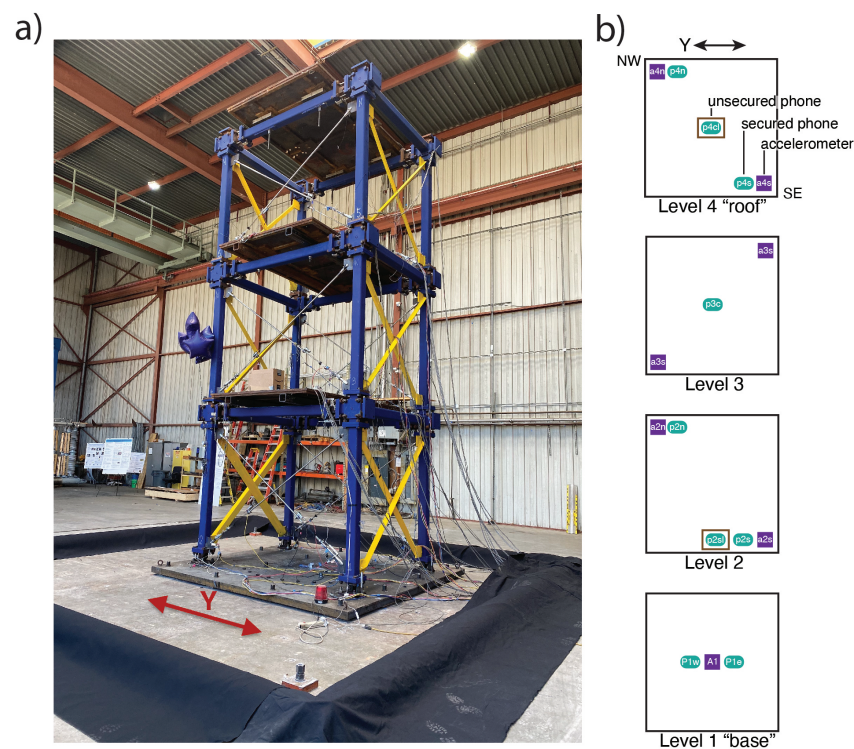 a)
Y
b)
Y
NW
a4n p4n
unsecured phone
p4cl
secured phone
accelerometer
p4s a4s
SE
Level 4 “roof”
a3s
p3c
a3s
Level 3
a2n p2n
p2sl p2s a2s
Level 2
P1w A1 P1e
Level 1 “base”